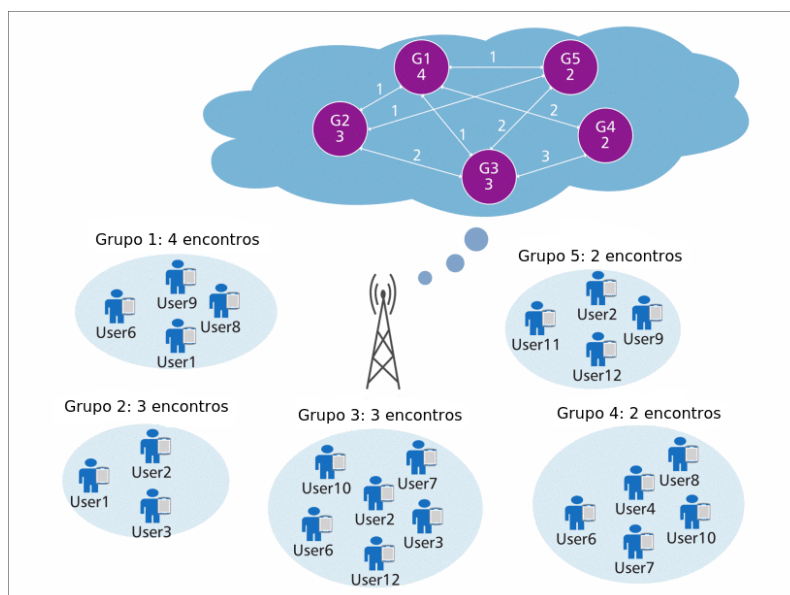 G1
4
1
G5
2
1
1
2
G2
3
G4
2
1
2
2
3
G3
3
Grupo 1: 4 encontros
User9
User6
User8
User1
Grupo 5: 2 encontros
User2
User11
User9
User12
Grupo 2: 3 encontros
User2
User1
User3
Grupo 3: 3 encontros
User10
User7
User2
User6
User3
User12
Grupo 4: 2 encontros
User8
User4
User6
User10
User7